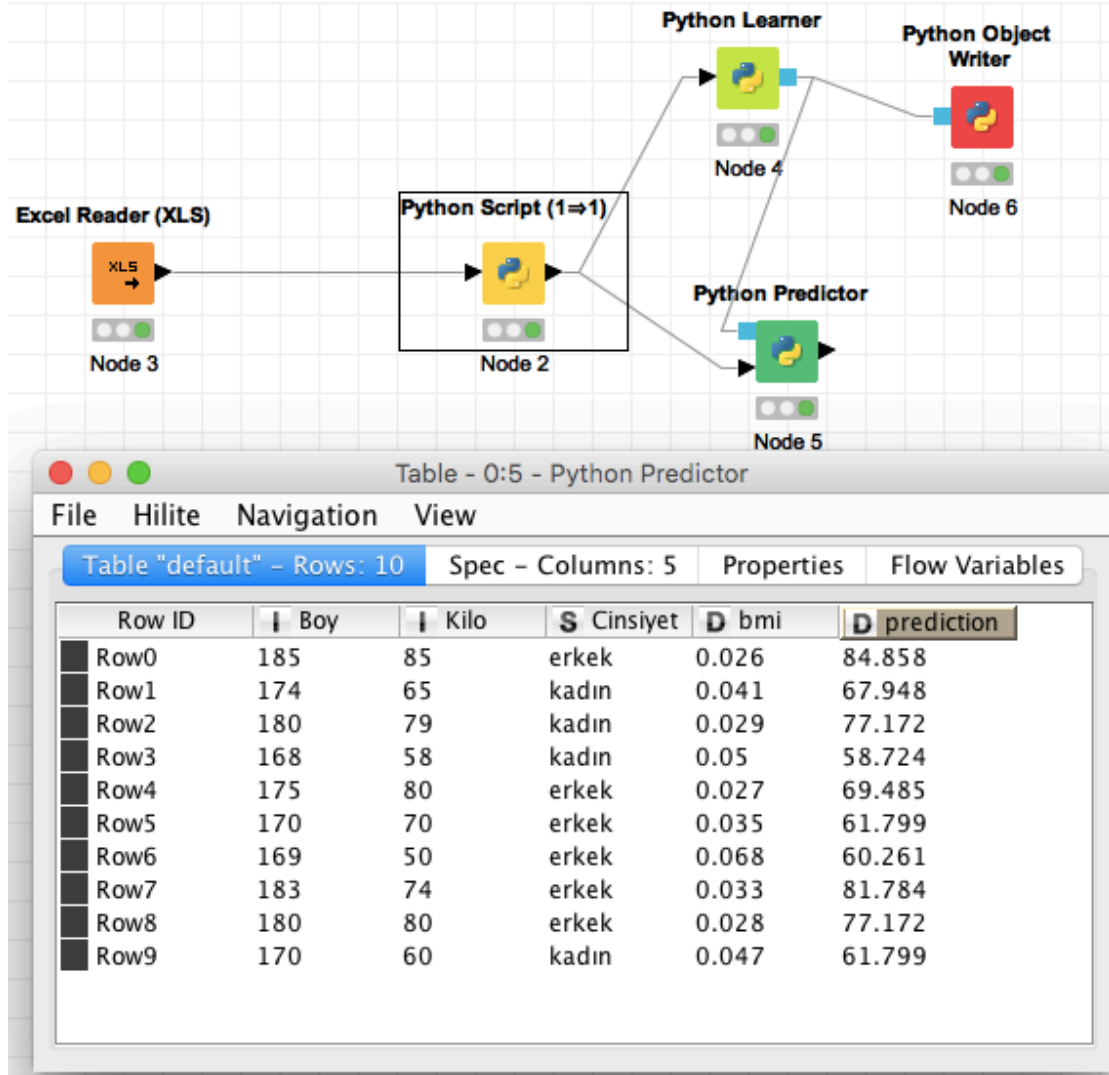 Python Learner
Python Object
Writer
Node 4
Node 6
Excel Reader (XLS)
Python Script (1⇒1)
XLS
Node 3
Node 2
Python Predictor
Node 5
Table - 0:5 - Python Predictor
File Hilite Navigation View
Table "default" – Rows: 10 Spec – Columns: 5 Properties Flow Variables
Row ID I Boy I Kilo S Cinsiyet D bmi D prediction
Row0 185 85 erkek 0.026 84.858
Row1 174 65 kadın 0.041 67.948
Row2 180 79 kadın 0.029 77.172
Row3 168 58 kadın 0.05 58.724
Row4 175 80 erkek 0.027 69.485
Row5 170 70 erkek 0.035 61.799
Row6 169 50 erkek 0.068 60.261
Row7 183 74 erkek 0.033 81.784
Row8 180 80 erkek 0.028 77.172
Row9 170 60 kadın 0.047 61.799